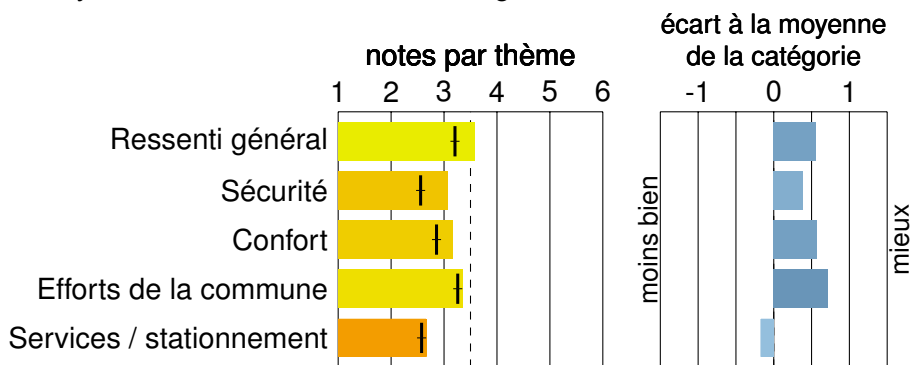 écart à la moyenne
de la catégorie
notes par thème
1 2 3 4 5 6
-1 0 1
Ressenti général
Sécurité
Confort
Efforts de la commune
Services / stationnement
moins bien
mieux